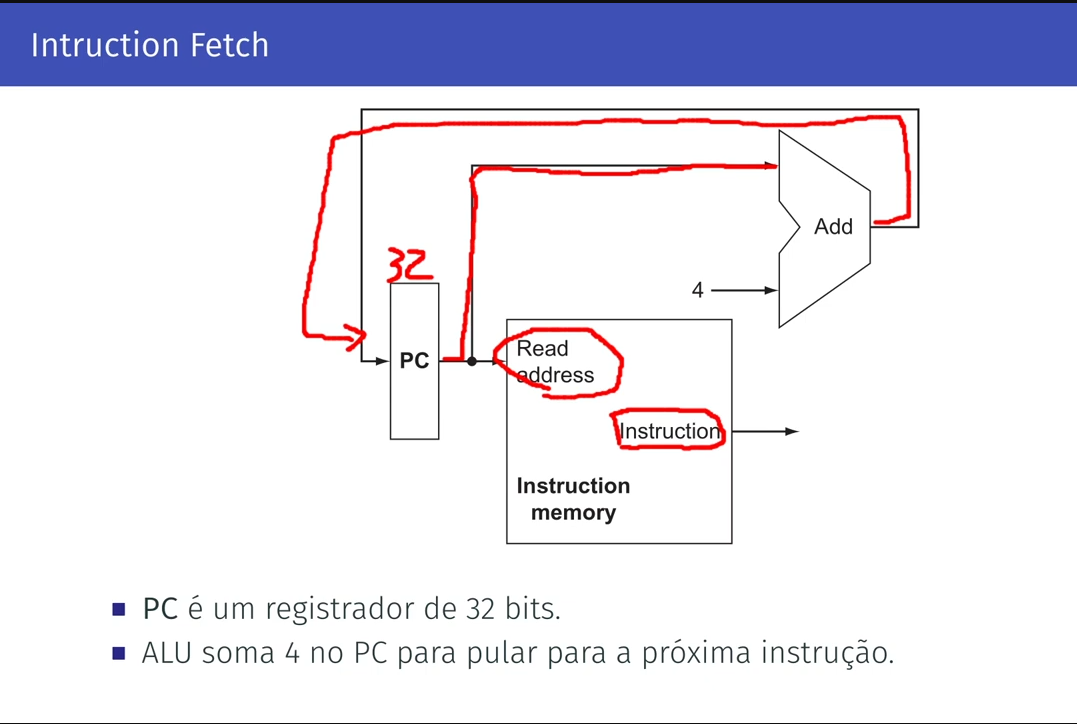 Intruction Fetch
Add
32
4
PC
Read
address
Instruction
Instruction
memory
PC é um registrador de 32 bits.
ALU soma 4 no PC para pular para a próxima instrução.